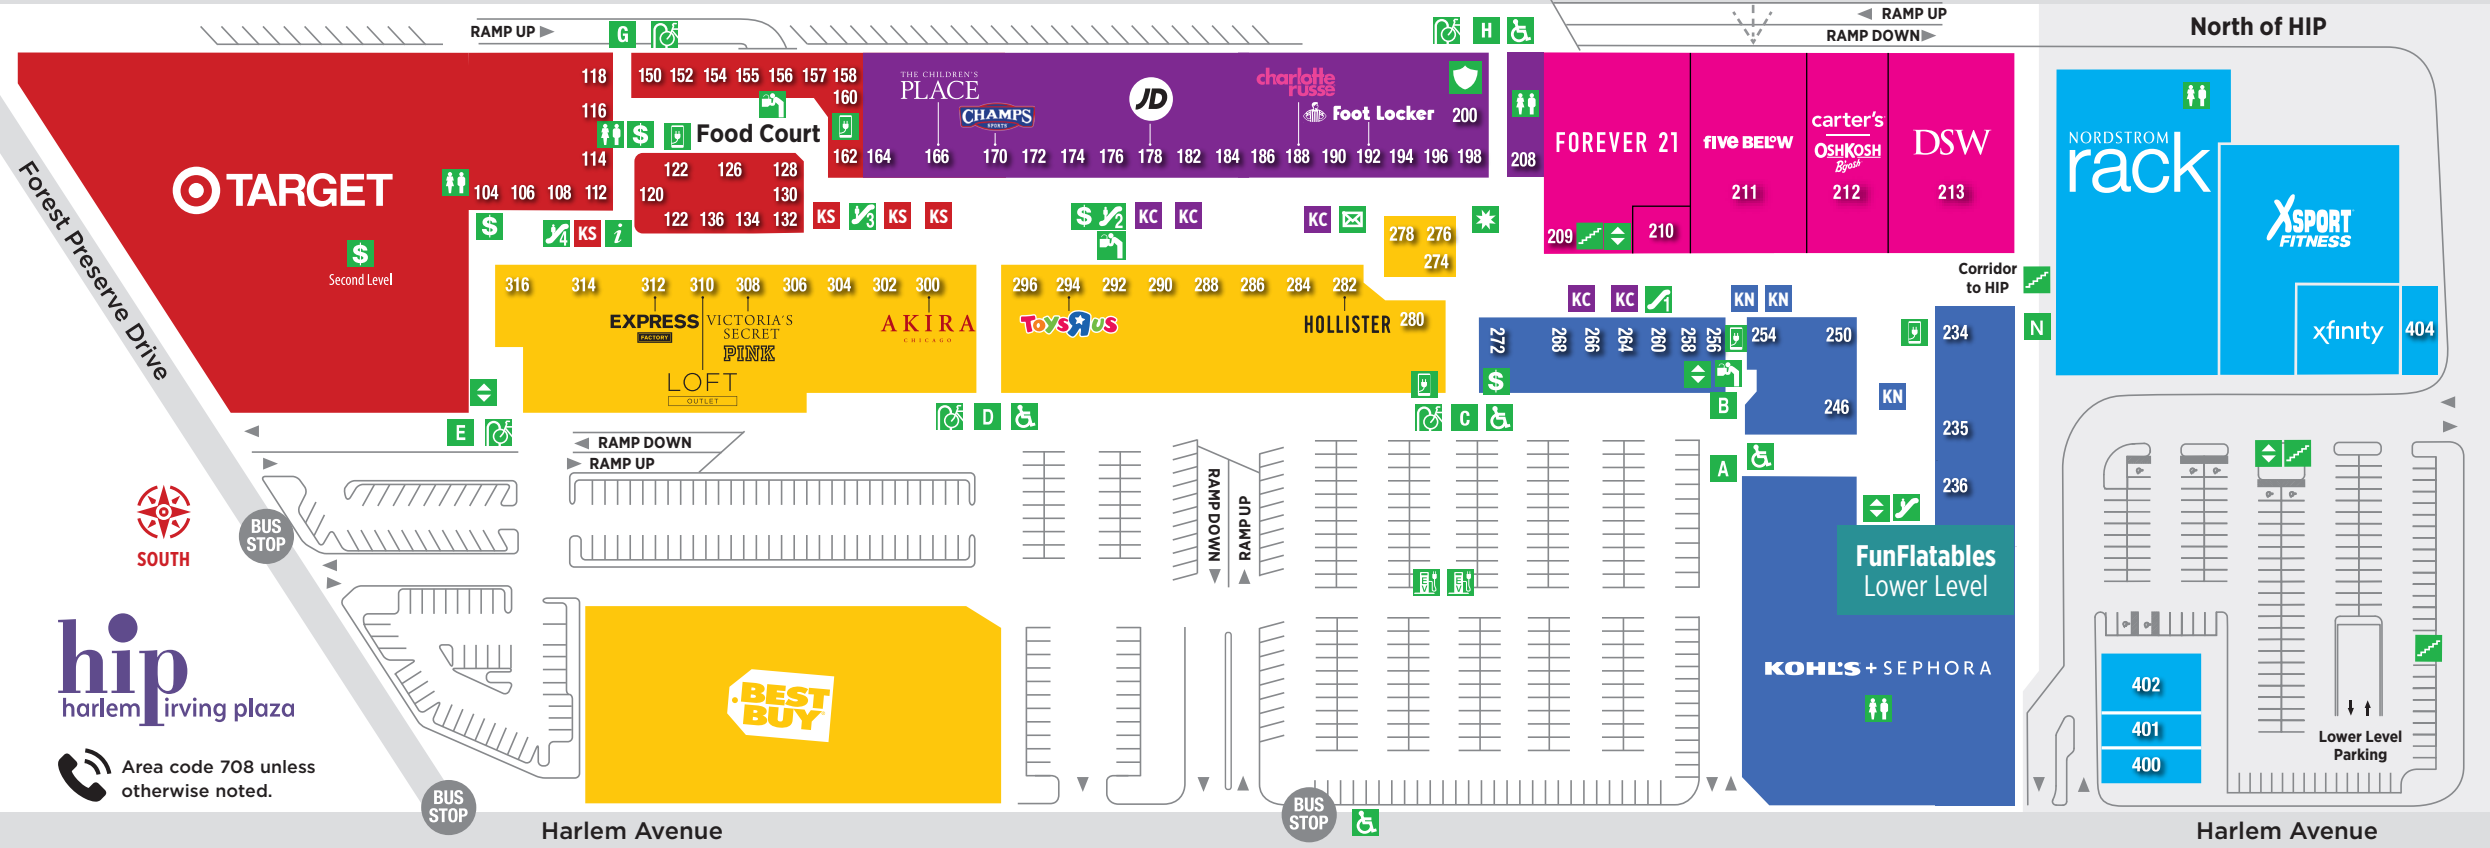 RAMP UP
G
H
RAMP UP
RAMP DOWN
North of HIP
118
116
114
104 106 108 112
150 152 154 155 156 157 158
160
162
Food Court
122 126 128
120 130
122 136 134 132
TARGET
$
Second Level
$
$
4
KS
i
KS
3
KS
KS
THE CHILDREN'S
PLACE
CHAMPS
SPORTS
JD
charlotte
russe
Foot Locker
200
164 166 170 172 174 176 178 182 184 186 188 190 192 194 196 198
208
$
2
KC
KC
KC
278 276
274
FOREVER 21
209
210
five BELOW
211
carter's
OSHKOSH
B'gosh
212
DSW
213
NORDSTROM
rack
XSPORT
FITNESS
xfinity
404
Corridor
to HIP
N
316 314 312 310 308 306 304 302 300
EXPRESS
FACTORY
VICTORIA'S
SECRET
PINK
LOFT
OUTLET
AKIRA
CHICAGO
296 294 292 290 288 286 284 282
TOYS R US
HOLLISTER
280
KC
KC
1
KN
KN
272 268 266 264 260 258 256
254
250
246
$
234
235
236
KN
E
D
C
B
A
Forest Preserve Drive
RAMP DOWN
RAMP UP
RAMP DOWN
RAMP UP
SOUTH
BUS
STOP
hip
harlem irving plaza
Area code 708 unless
otherwise noted.
BUS
STOP
BEST
BUY
EV
EV
FunFlatables
Lower Level
KOHL'S + SEPHORA
402
401
400
Lower Level
Parking
BUS
STOP
Harlem Avenue
Harlem Avenue